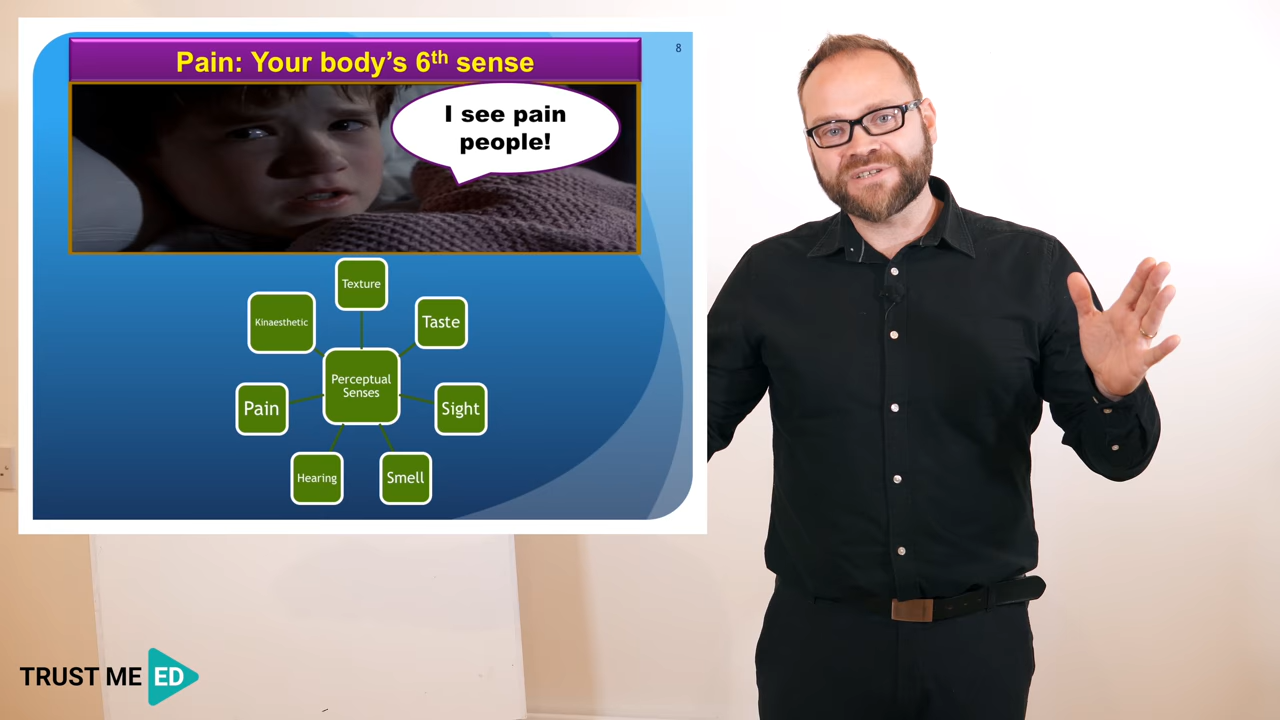 8
Pain: Your body's 6th sense
I see pain
people!
Texture
Kinaesthetic
Taste
Perceptual
Senses
Pain
Sight
Hearing
Smell
TRUST ME ED